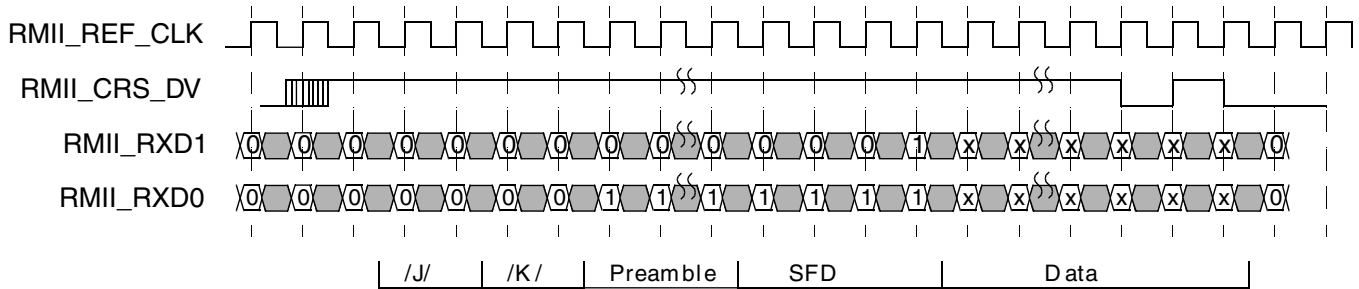 RMII_REF_CLK
RMII_CRS_DV
RMII_RXD1 0 0 0 0 0 0 0 0 0 0 0 0 0 1 x x x x x x 0
RMII_RXD0 0 0 0 0 0 0 0 1 1 1 1 1 1 1 x x x x x x 0
/J/ /K/ Preamble SFD Data